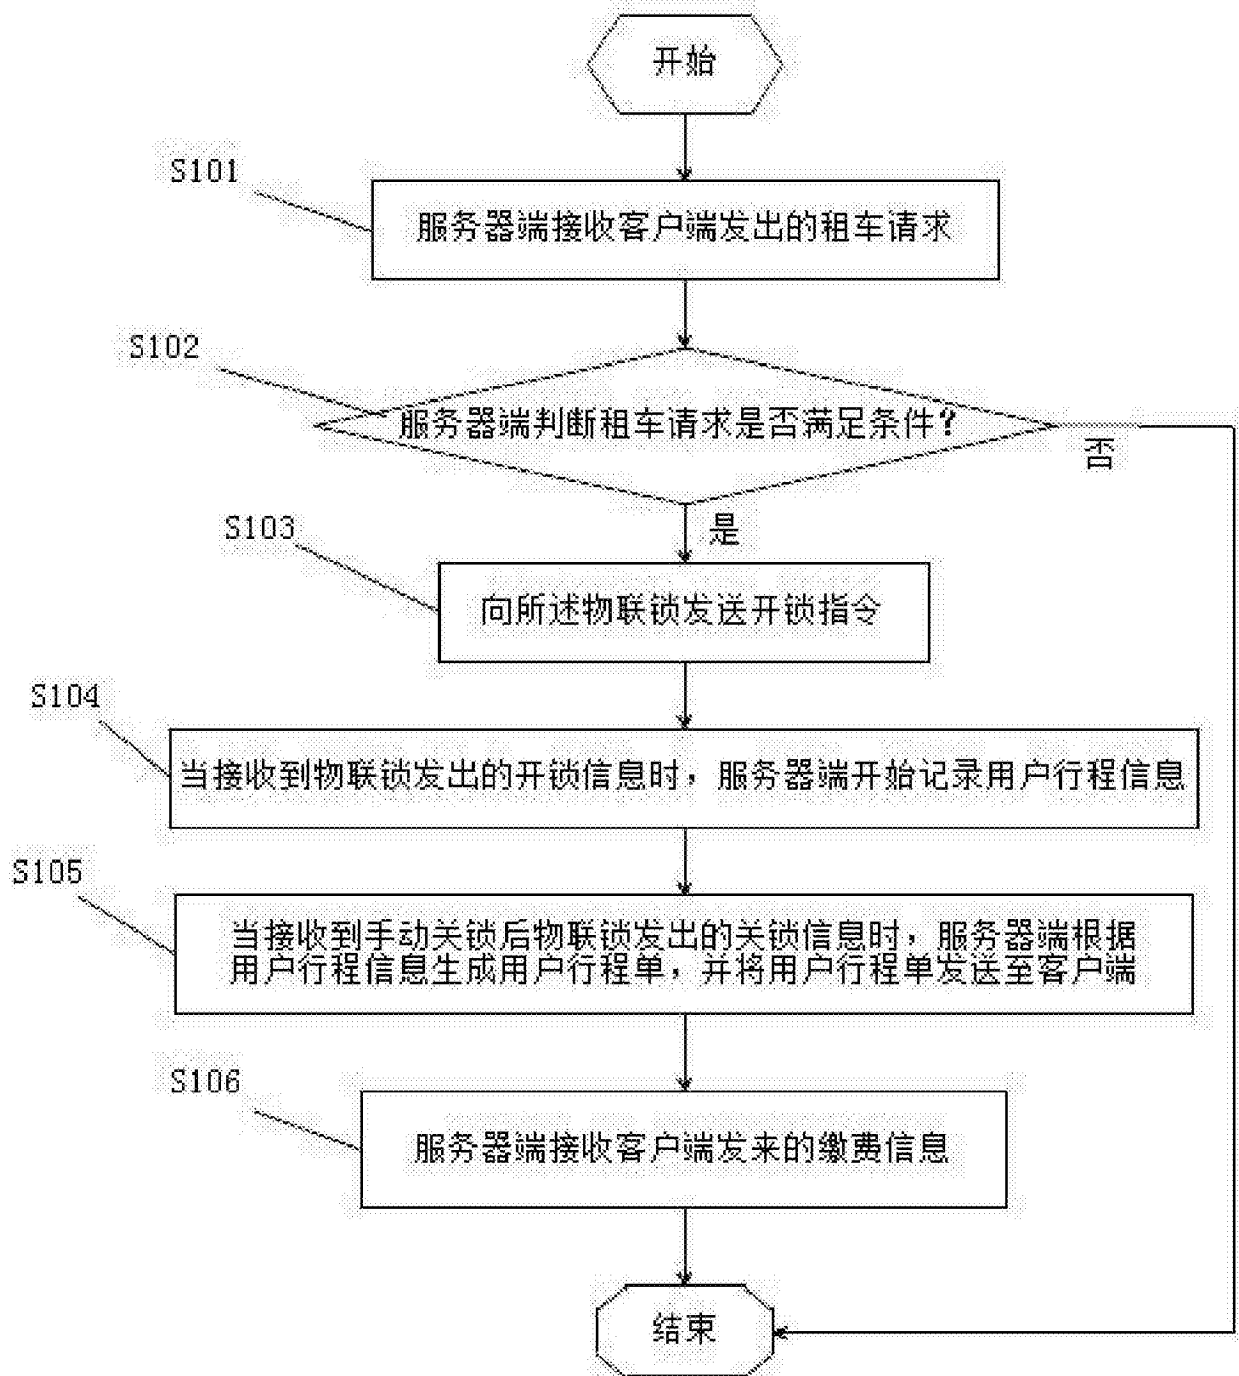 开始
S101
服务器端接收客户端发出的租车请求
S102
服务器端判断租车请求是否满足条件?
否
是
S103
向所述物联锁发送开锁指令
S104
当接收到物联锁发出的开锁信息时，服务器端开始记录用户行程信息
S105
当接收到手动关锁后物联锁发出的关锁信息时，服务器端根据
用户行程信息生成用户行程单，并将用户行程单发送至客户端
S106
服务器端接收客户端发来的缴费信息
结束